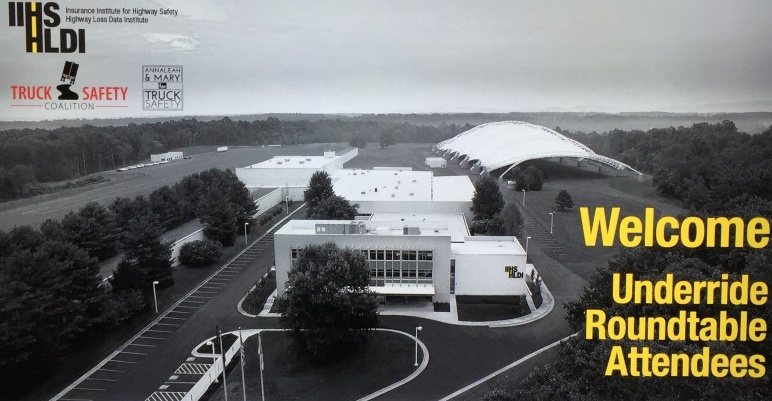 IIHS
HLDI
Insurance Institute for Highway Safety
Highway Loss Data Institute
TRUCK SAFETY
COALITION
ANNALEAH
& MARY
for
TRUCK
SAFETY
IIHS
HLDI
Welcome
Underride
Roundtable
Attendees